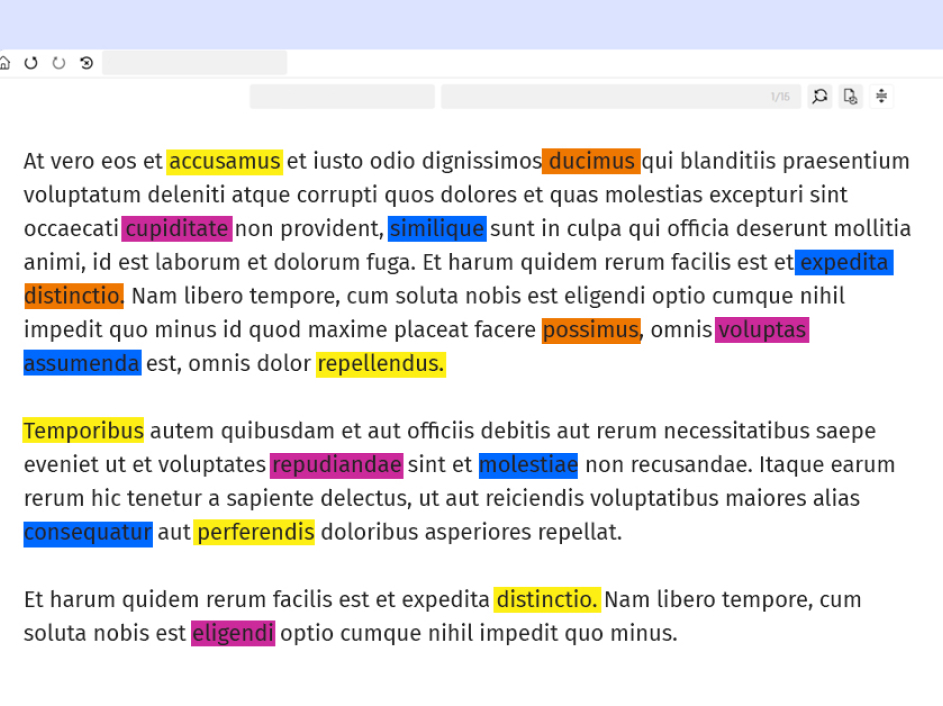 1/15
At vero eos et accusamus et iusto odio dignissimos ducimus qui blanditiis praesentium
voluptatum deleniti atque corrupti quos dolores et quas molestias excepturi sint
occaecati cupiditate non provident, similique sunt in culpa qui officia deserunt mollitia
animi, id est laborum et dolorum fuga. Et harum quidem rerum facilis est et expedita
distinctio. Nam libero tempore, cum soluta nobis est eligendi optio cumque nihil
impedit quo minus id quod maxime placeat facere possimus, omnis voluptas
assumenda est, omnis dolor repellendus.
Temporibus autem quibusdam et aut officiis debitis aut rerum necessitatibus saepe
eveniet ut et voluptates repudiandae sint et molestiae non recusandae. Itaque earum
rerum hic tenetur a sapiente delectus, ut aut reiciendis voluptatibus maiores alias
consequatur aut perferendis doloribus asperiores repellat.
Et harum quidem rerum facilis est et expedita distinctio. Nam libero tempore, cum
soluta nobis est eligendi optio cumque nihil impedit quo minus.